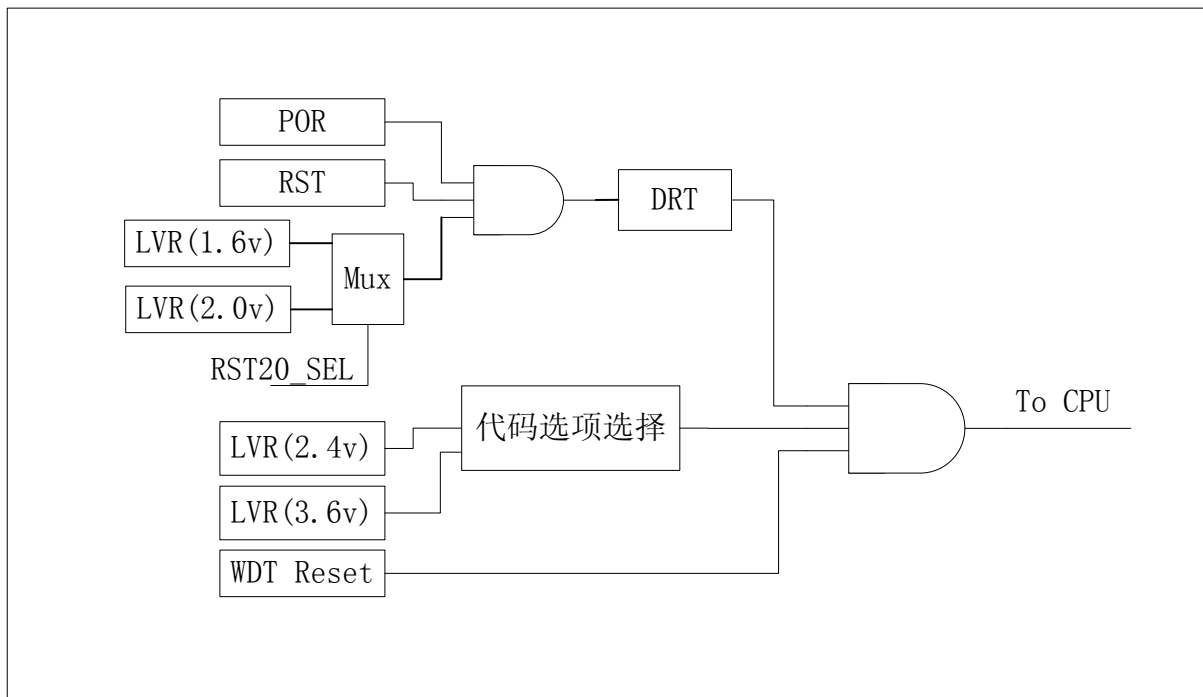 POR
RST
DRT
LVR(1.6v)
Mux
LVR(2.0v)
RST20_SEL
To CPU
LVR(2.4v)
代码选项选择
LVR(3.6v)
WDT Reset